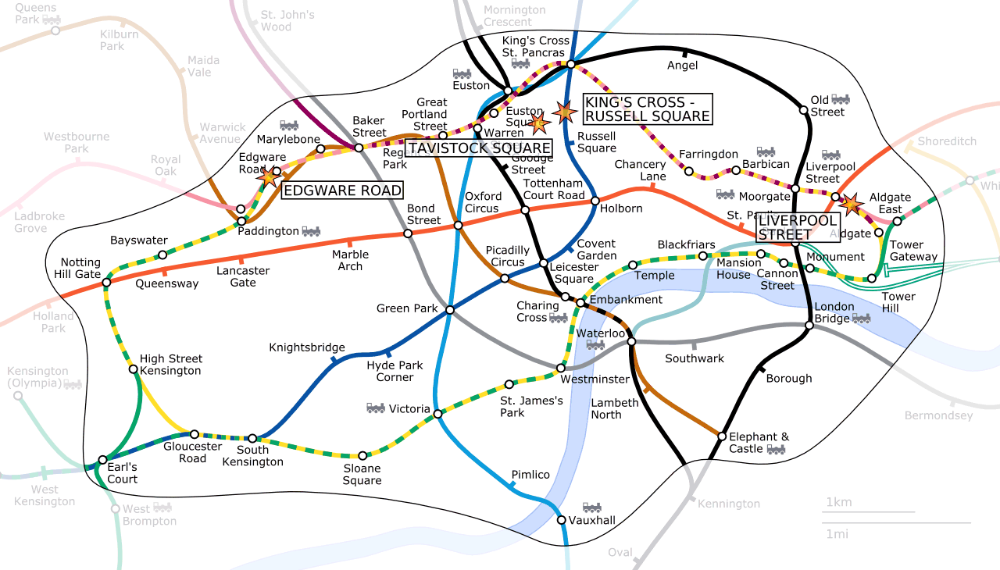 Queens
Park
Kilburn
Park
Maida
Vale
Warwick
Avenue
Westbourne
Park
Royal
Oak
Ladbroke
Grove
St. John's
Wood
Mornington
Crescent
King's Cross
St. Pancras
Euston
Angel
Old
Street
Great
Portland
Street
Euston
Square
Warren
KING'S CROSS -
RUSSELL SQUARE
TAVISTOCK SQUARE
Baker
Street
Marylebone
Edgware
Road
EDGWARE ROAD
Park
Goodge
Street
Russell
Square
Farringdon
Barbican
Liverpool
Street
Moorgate
Aldgate
East
Aldgate
LIVERPOOL
STREET
Shoreditch
Chancery
Lane
Tottenham
Court Road
Holborn
Oxford
Circus
Bond
Street
Paddington
Bayswater
Notting
Hill Gate
Queensway
Lancaster
Gate
Marble
Arch
Holland
Park
Picadilly
Circus
Covent
Garden
Leicester
Square
Blackfriars
Temple
Mansion
House
Cannon
Street
Monument
Tower
Gateway
Tower
Hill
Embankment
Charing
Cross
London
Bridge
Green Park
Waterloo
Southwark
Westminster
Borough
Bermondsey
Knightsbridge
Hyde Park
Corner
High Street
Kensington
Kensington
(Olympia)
St. James's
Park
Victoria
Lambeth
North
Elephant &
Castle
Gloucester
Road
South
Kensington
Sloane
Square
Earl's
Court
West
Kensington
West
Brompton
Pimlico
Vauxhall
Kennington
Oval
1km
1mi